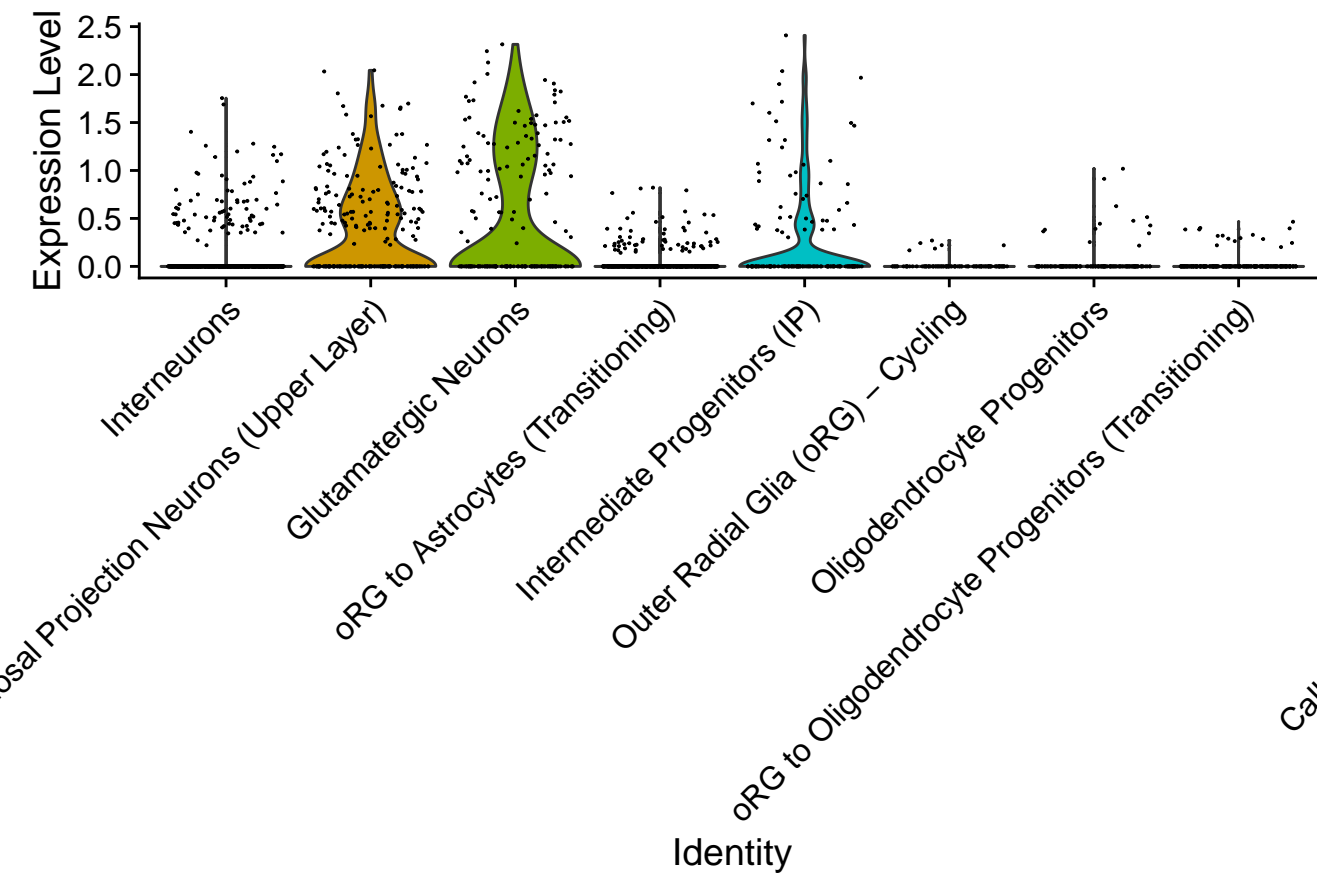 Expression Level
2.5
2.0
1.5
1.0
0.5
0.0
Interneurons
Projection Neurons (Upper Layer)
Glutamatergic Neurons
oRG to Astrocytes (Transitioning)
Intermediate Progenitors (IP)
Outer Radial Glia (oRG) – Cycling
Oligodendrocyte Progenitors
oRG to Oligodendrocyte Progenitors (Transitioning)
Identity